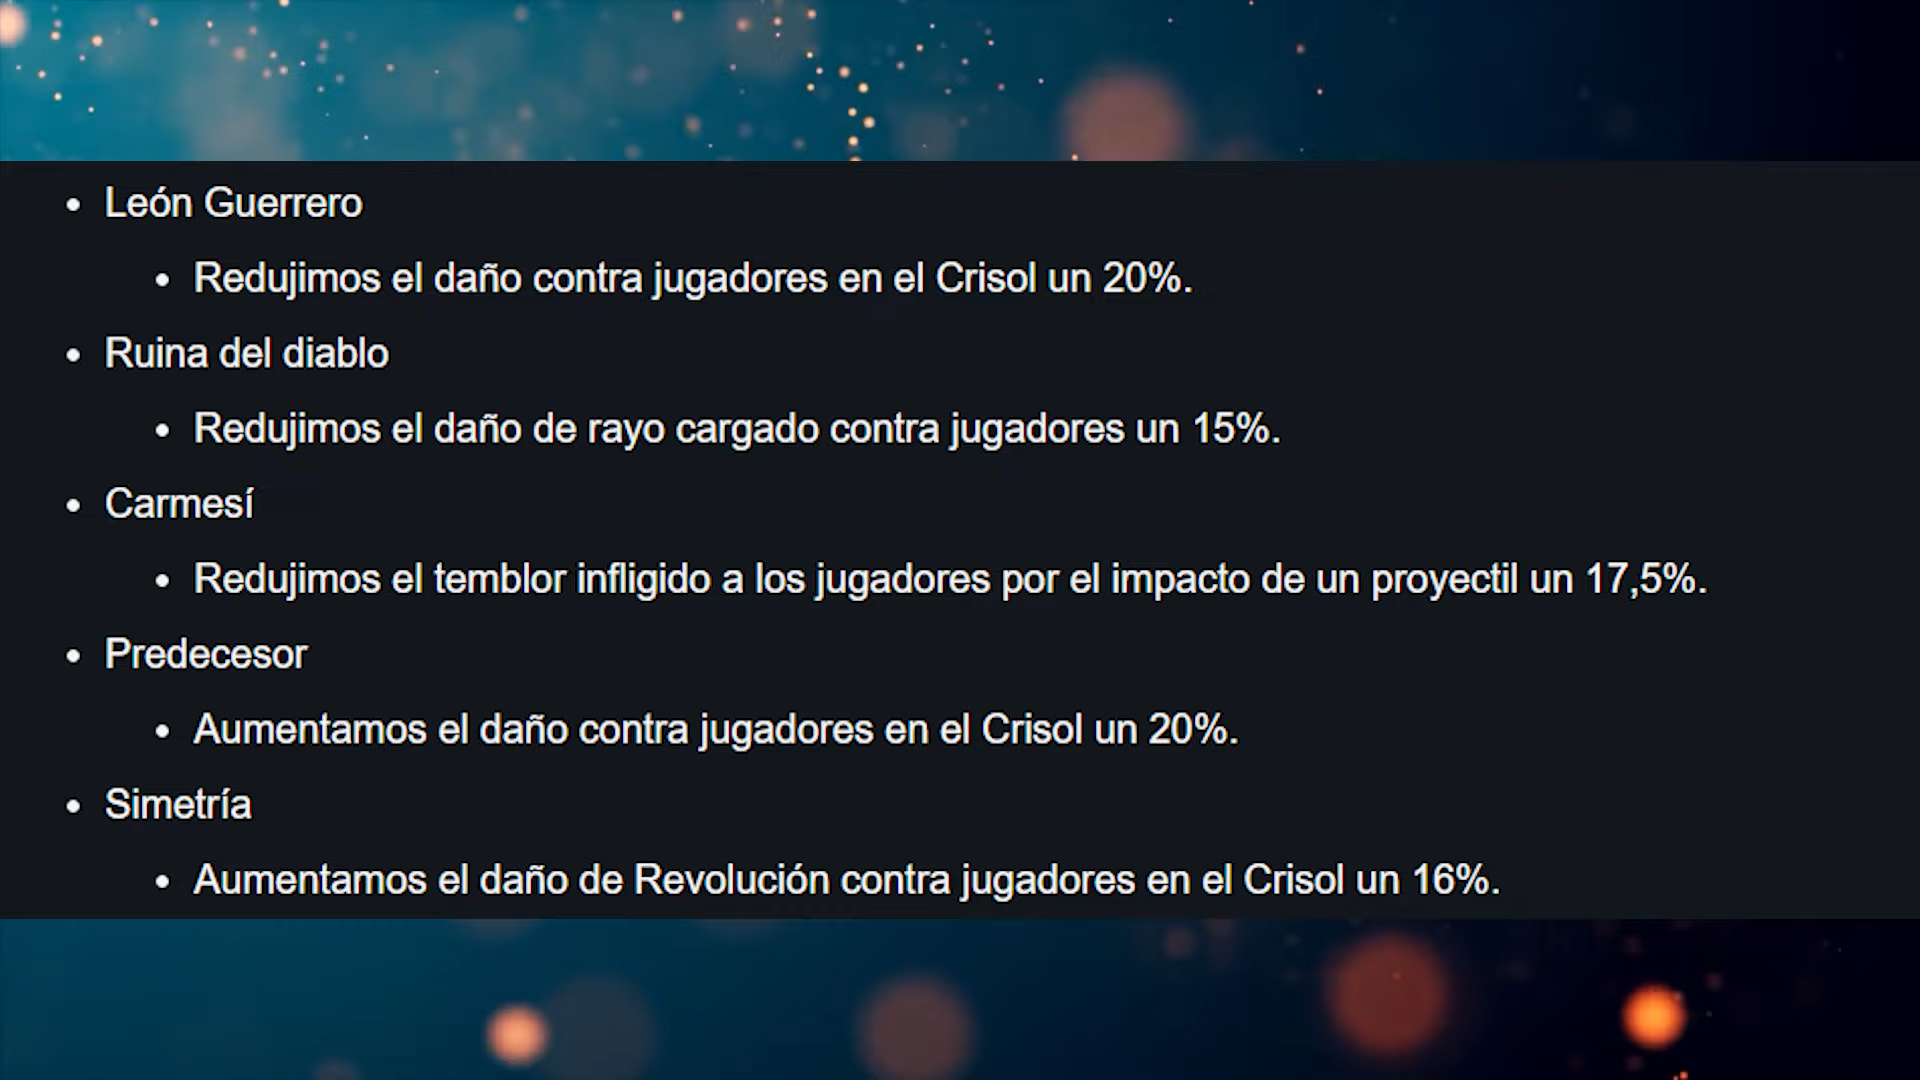 • León Guerrero
• Redujimos el daño contra jugadores en el Crisol un 20%.
• Ruina del diablo
• Redujimos el daño de rayo cargado contra jugadores un 15%.
• Carmesí
• Redujimos el temblor infligido a los jugadores por el impacto de un proyectil un 17,5%.
• Predecesor
• Aumentamos el daño contra jugadores en el Crisol un 20%.
• Simetría
• Aumentamos el daño de Revolución contra jugadores en el Crisol un 16%.